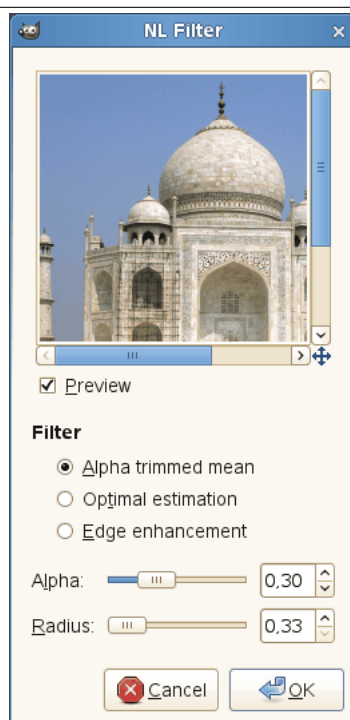 NL Filter
Preview
Filter
Alpha trimmed mean
Optimal estimation
Edge enhancement
Alpha: 0,30
Radius: 0,33
Cancel OK